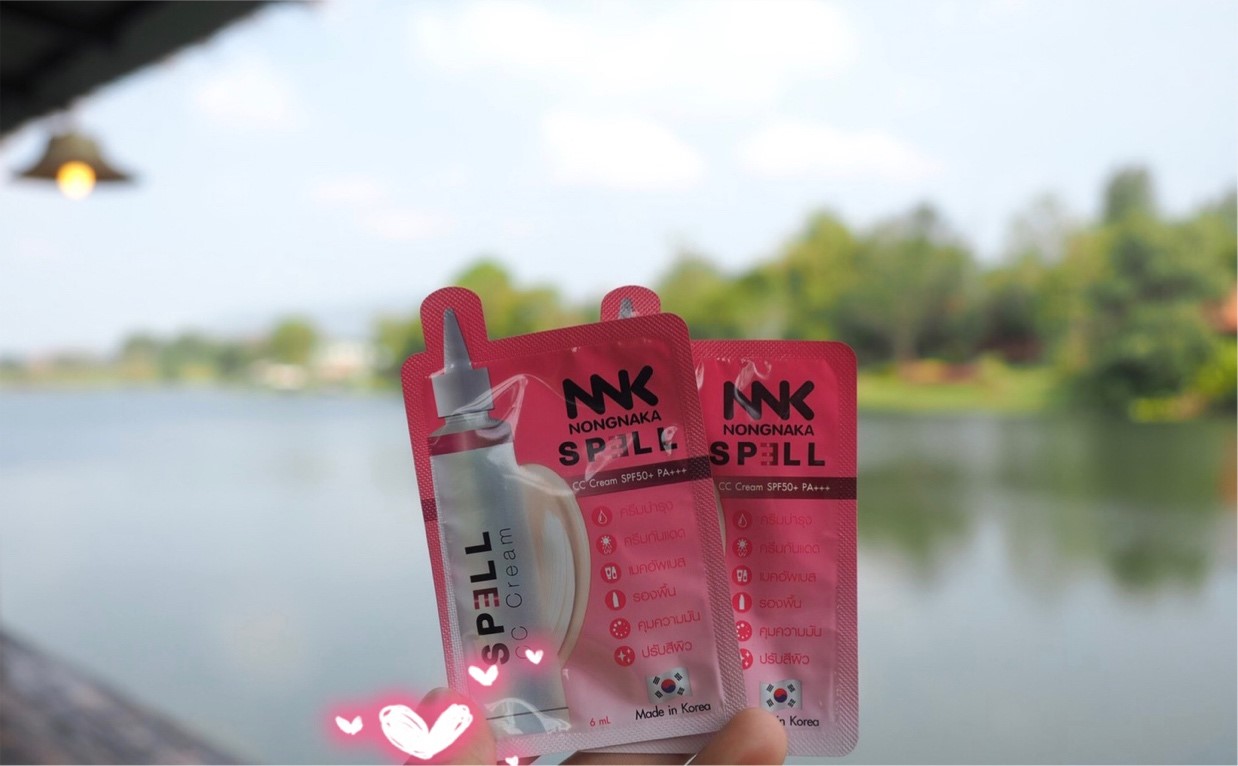 NNK
NONGNAKA
SPELL
CC Cream SPF50+ PA+++
ครีมบำรุง
ครีมกันแดด
เมคอัพเบส
รองพื้น
คุมความมัน
ปรับสีผิว
Made in Korea
6 mL
SPELL
CC Cream
NNK
NONGNAKA
SPELL
CC Cream SPF50+ PA+++
ครีมบำรุง
ครีมกันแดด
เมคอัพเบส
รองพื้น
คุมความมัน
ปรับสีผิว
in Korea